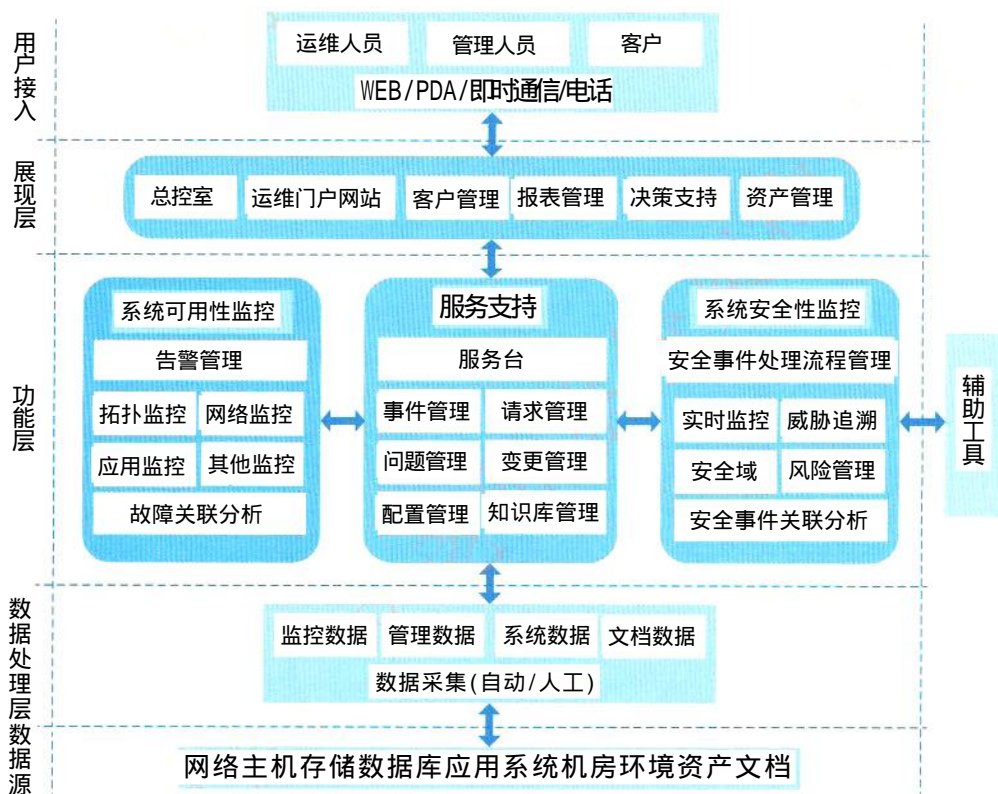 用户接入
运维人员
管理人员
客户
WEB/PDA/即时通信/电话
展现层
总控室
运维门户网站
客户管理
报表管理
决策支持
资产管理
功能层
系统可用性监控
告警管理
拓扑监控
网络监控
应用监控
其他监控
故障关联分析
服务支持
服务台
事件管理
请求管理
问题管理
变更管理
配置管理
知识库管理
系统安全性监控
安全事件处理流程管理
实时监控
威胁追溯
安全域
风险管理
安全事件关联分析
辅助工具
数据处理层
监控数据
管理数据
系统数据
文档数据
数据采集(自动/人工)
数据源
网络主机存储数据库应用系统机房环境资产文档